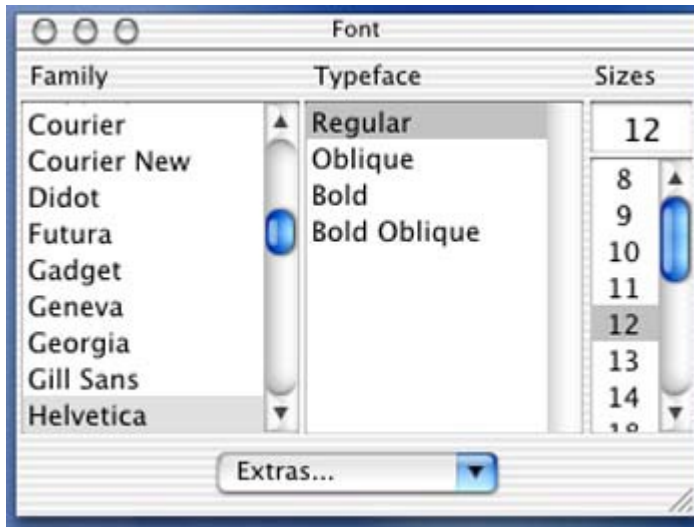 Font
Family
Typeface
Sizes
Courier
Courier New
Didot
Futura
Gadget
Geneva
Georgia
Gill Sans
Helvetica
Regular
Oblique
Bold
Bold Oblique
12
8
9
10
11
12
13
14
18
Extras...